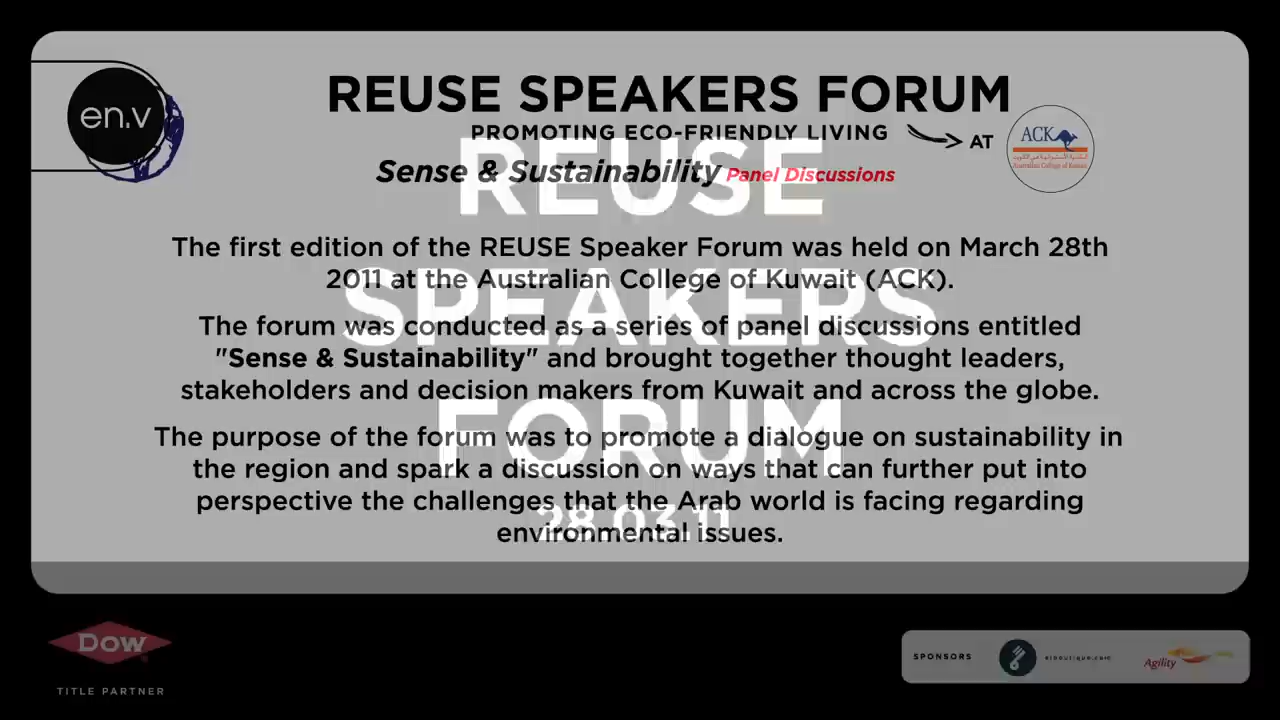 en.v
REUSE SPEAKERS FORUM
PROMOTING ECO-FRIENDLY LIVING
AT
ACK
Australian College of Kuwait
Sense & Sustainability Panel Discussions
REUSE
SPEAKERS
FORUM
28.03.11
The first edition of the REUSE Speaker Forum was held on March 28th
2011 at the Australian College of Kuwait (ACK).
The forum was conducted as a series of panel discussions entitled
"Sense & Sustainability" and brought together thought leaders,
stakeholders and decision makers from Kuwait and across the globe.
The purpose of the forum was to promote a dialogue on sustainability in
the region and spark a discussion on ways that can further put into
perspective the challenges that the Arab world is facing regarding
environmental issues.
DOW
TITLE PARTNER
SPONSORS
Agility